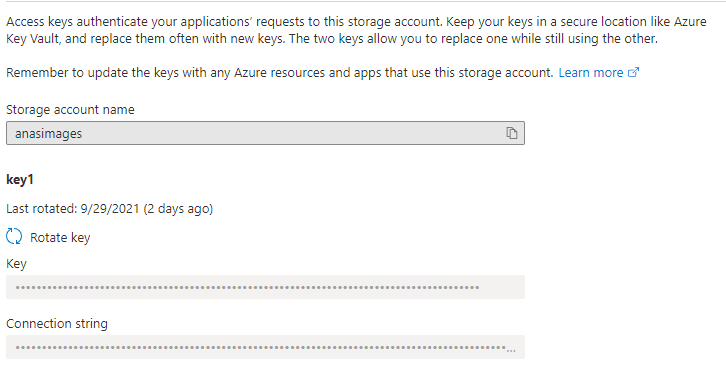 Access keys authenticate your applications' requests to this storage account. Keep your keys in a secure location like Azure
Key Vault, and replace them often with new keys. The two keys allow you to replace one while still using the other.
Remember to update the keys with any Azure resources and apps that use this storage account. Learn more
Storage account name
anasimages
key1
Last rotated: 9/29/2021 (2 days ago)
Rotate key
Key
Connection string